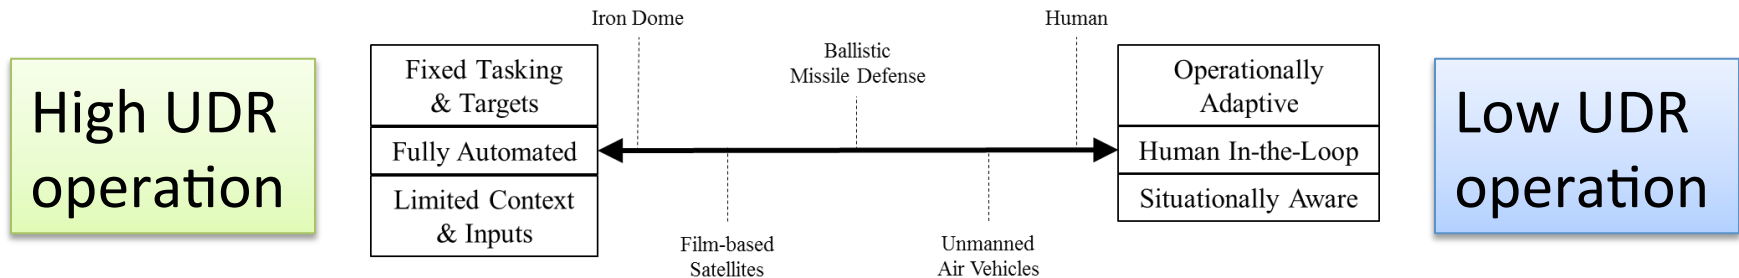 High UDR
operation
Fixed Tasking
& Targets
Fully Automated
Limited Context
& Inputs
Iron Dome
Film-based
Satellites
Ballistic
Missile Defense
Unmanned
Air Vehicles
Human
Operationally
Adaptive
Human In-the-Loop
Situationally Aware
Low UDR
operation